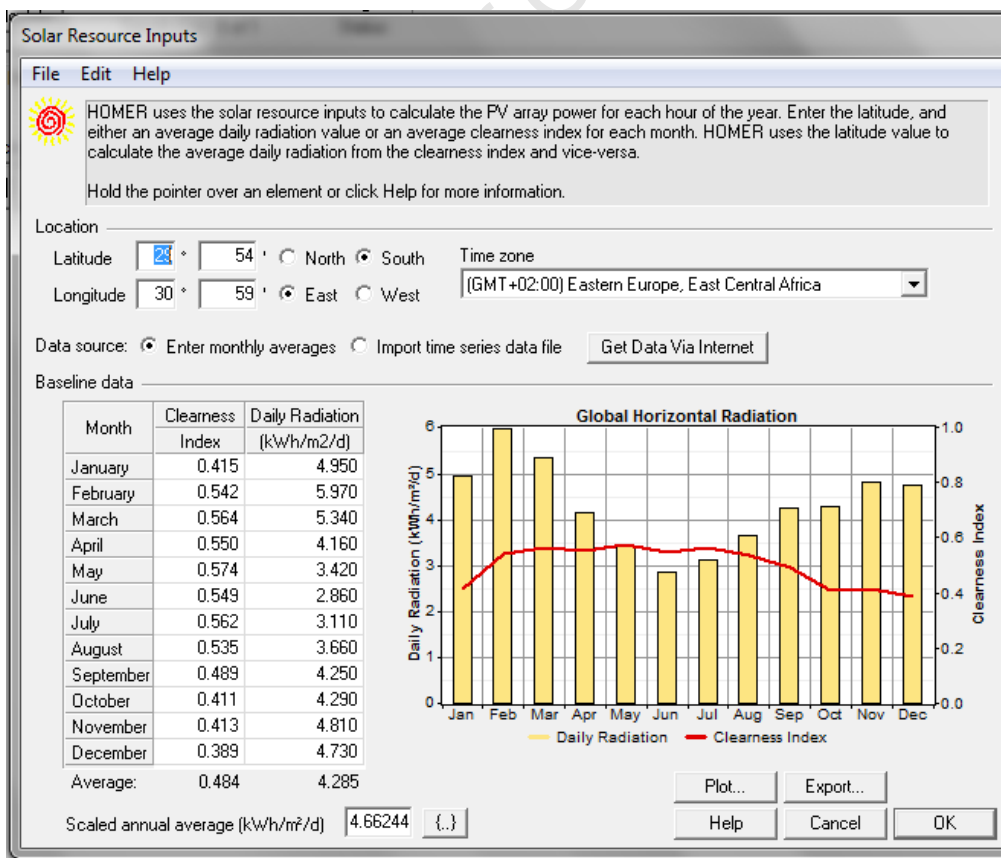 Solar Resource Inputs
File Edit Help
HOMER uses the solar resource inputs to calculate the PV array power for each hour of the year. Enter the latitude, and
either an average daily radiation value or an average clearness index for each month. HOMER uses the latitude value to
calculate the average daily radiation from the clearness index and vice-versa.
Hold the pointer over an element or click Help for more information.
Location
Latitude 29 ° 54 ' North South Time zone
Longitude 30 ° 59 ' East West (GMT+02:00) Eastern Europe, East Central Africa
Data source: Enter monthly averages Import time series data file Get Data Via Internet
Baseline data
Month Clearness Index Daily Radiation (kWh/m2/d)
January 0.415 4.950
February 0.542 5.970
March 0.564 5.340
April 0.550 4.160
May 0.574 3.420
June 0.549 2.860
July 0.562 3.110
August 0.535 3.660
September 0.489 4.250
October 0.411 4.290
November 0.413 4.810
December 0.389 4.730
Average: 0.484 4.285
Scaled annual average (kWh/m²/d) 4.66244 {..}
Global Horizontal Radiation
Daily Radiation (kWh/m²/d)
6
5
4
3
2
1
0
Clearness Index
1.0
0.8
0.6
0.4
0.2
0.0
Jan Feb Mar Apr May Jun Jul Aug Sep Oct Nov Dec
Daily Radiation Clearness Index
Plot... Export...
Help Cancel OK